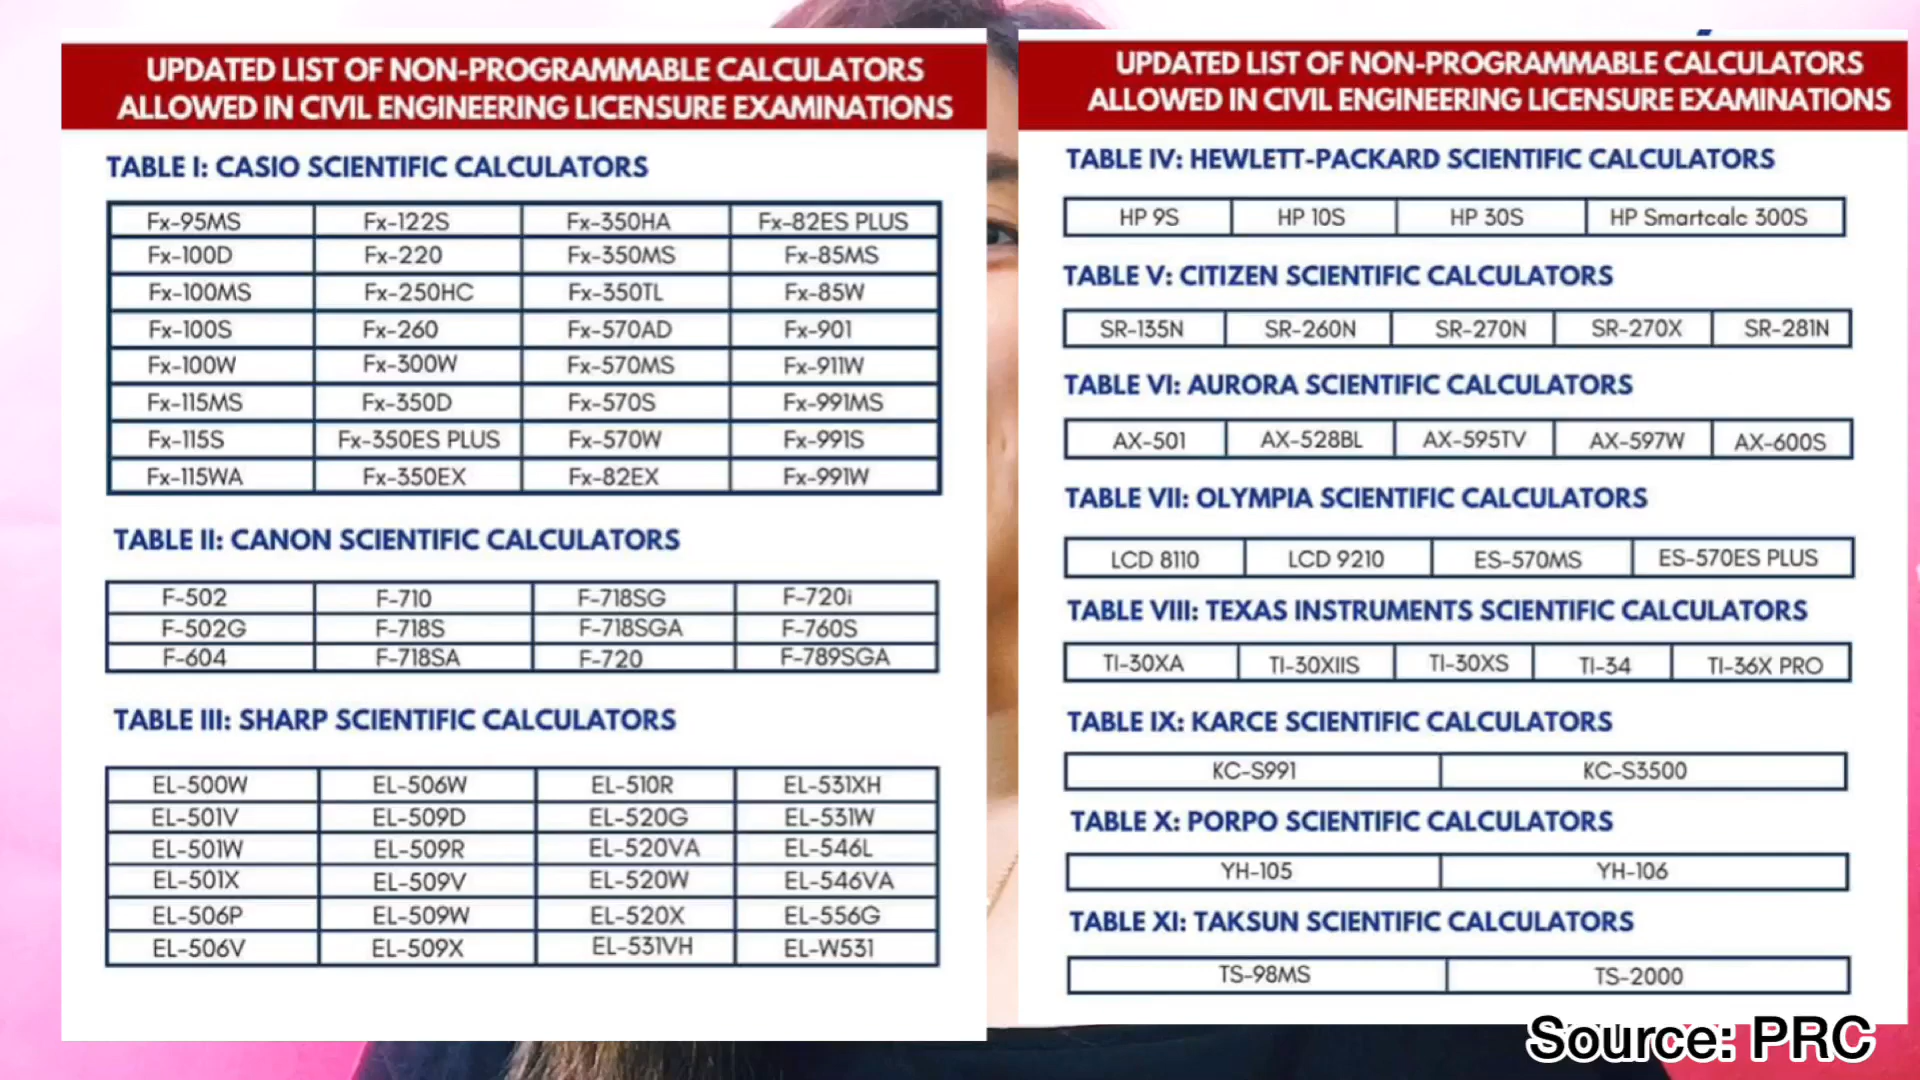 UPDATED LIST OF NON-PROGRAMMABLE CALCULATORS
ALLOWED IN CIVIL ENGINEERING LICENSURE EXAMINATIONS
TABLE I: CASIO SCIENTIFIC CALCULATORS
Fx-95MS Fx-122S Fx-350HA Fx-82ES PLUS
Fx-100D Fx-220 Fx-350MS Fx-85MS
Fx-100MS Fx-250HC Fx-350TL Fx-85W
Fx-100S Fx-260 Fx-570AD Fx-901
Fx-100W Fx-300W Fx-570MS Fx-911W
Fx-115MS Fx-350D Fx-570S Fx-991MS
Fx-115S Fx-350ES PLUS Fx-570W Fx-991S
Fx-115WA Fx-350EX Fx-82EX Fx-991W
TABLE II: CANON SCIENTIFIC CALCULATORS
F-502 F-710 F-718SG F-720i
F-502G F-718S F-718SGA F-760S
F-604 F-718SA F-720 F-789SGA
TABLE III: SHARP SCIENTIFIC CALCULATORS
EL-500W EL-506W EL-510R EL-531XH
EL-501V EL-509D EL-520G EL-531W
EL-501W EL-509R EL-520VA EL-546L
EL-501X EL-509V EL-520W EL-546VA
EL-506P EL-509W EL-520X EL-556G
EL-506V EL-509X EL-531VH EL-W531
UPDATED LIST OF NON-PROGRAMMABLE CALCULATORS
ALLOWED IN CIVIL ENGINEERING LICENSURE EXAMINATIONS
TABLE IV: HEWLETT-PACKARD SCIENTIFIC CALCULATORS
HP 9S HP 10S HP 30S HP Smartcalc 300S
TABLE V: CITIZEN SCIENTIFIC CALCULATORS
SR-135N SR-260N SR-270N SR-270X SR-281N
TABLE VI: AURORA SCIENTIFIC CALCULATORS
AX-501 AX-528BL AX-595TV AX-597W AX-600S
TABLE VII: OLYMPIA SCIENTIFIC CALCULATORS
LCD 8110 LCD 9210 ES-570MS ES-570ES PLUS
TABLE VIII: TEXAS INSTRUMENTS SCIENTIFIC CALCULATORS
TI-30XA TI-30XIIS TI-30XS TI-34 TI-36X PRO
TABLE IX: KARCE SCIENTIFIC CALCULATORS
KC-S991 KC-S3500
TABLE X: PORPO SCIENTIFIC CALCULATORS
YH-105 YH-106
TABLE XI: TAKSUN SCIENTIFIC CALCULATORS
TS-98MS TS-2000
Source: PRC